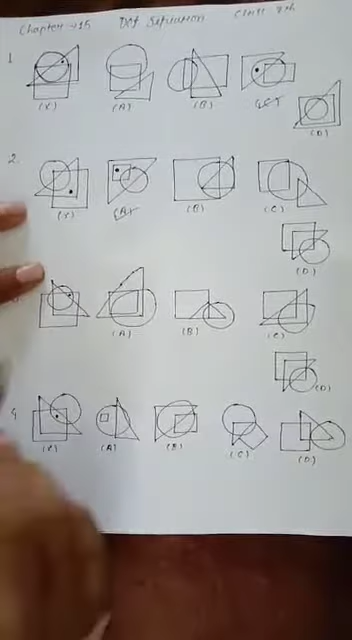 Chapter - 15 Dot Situation Class 8th
1
(X) (A) (B) (C)
(D)
2.
(X) (B) (C)
(D)
(A) (B) (C)
(D)
4
(X) (A) (B) (C) (D)